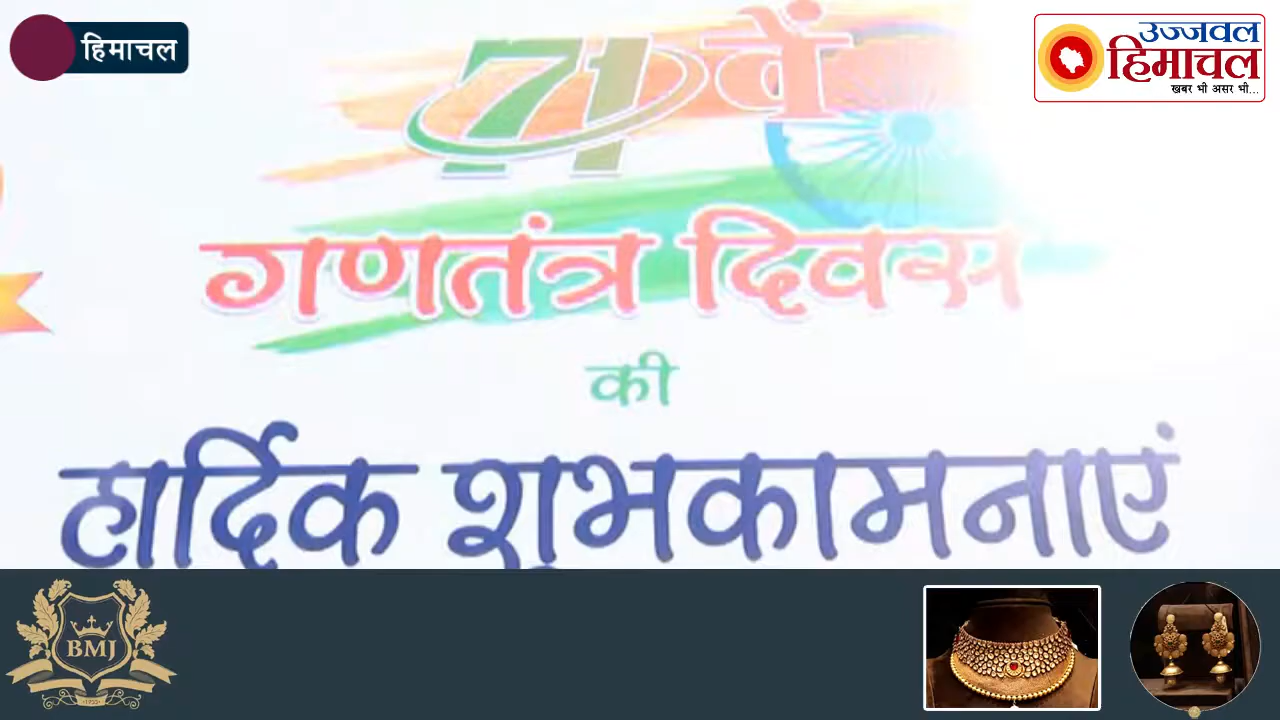 हिमाचल
उज्जवल
हिमाचल
खबर भी असर भी...
71वें
गणतंत्र दिवस
की
हार्दिक शुभकामनाएं
BMJ